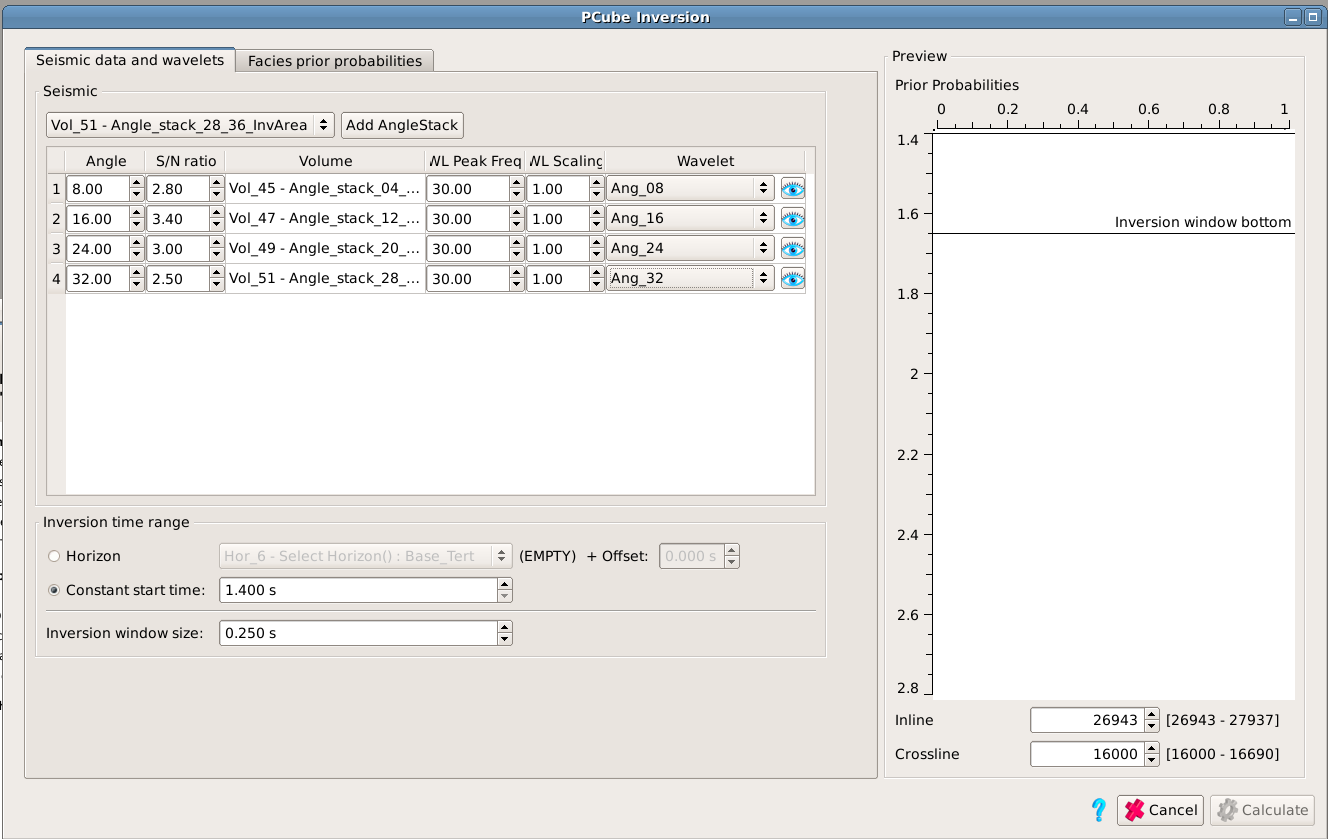 PCube Inversion
Seismic data and wavelets
Facies prior probabilities
Seismic
Vol_51 - Angle_stack_28_36_InvArea
Add AngleStack
Angle S/N ratio Volume WL Peak Freq WL Scaling Wavelet
1 8.00 2.80 Vol_45 - Angle_stack_04_... 30.00 1.00 Ang_08
2 16.00 3.40 Vol_47 - Angle_stack_12_... 30.00 1.00 Ang_16
3 24.00 3.00 Vol_49 - Angle_stack_20_... 30.00 1.00 Ang_24
4 32.00 2.50 Vol_51 - Angle_stack_28_... 30.00 1.00 Ang_32
Inversion time range
Horizon Hor_6 - Select Horizon() : Base_Tert (EMPTY) + Offset: 0.000 s
Constant start time: 1.400 s
Inversion window size: 0.250 s
Preview
Prior Probabilities
0 0.2 0.4 0.6 0.8 1
1.4
1.6
Inversion window bottom
1.8
2
2.2
2.4
2.6
2.8
Inline 26943 [26943 - 27937]
Crossline 16000 [16000 - 16690]
? Cancel Calculate